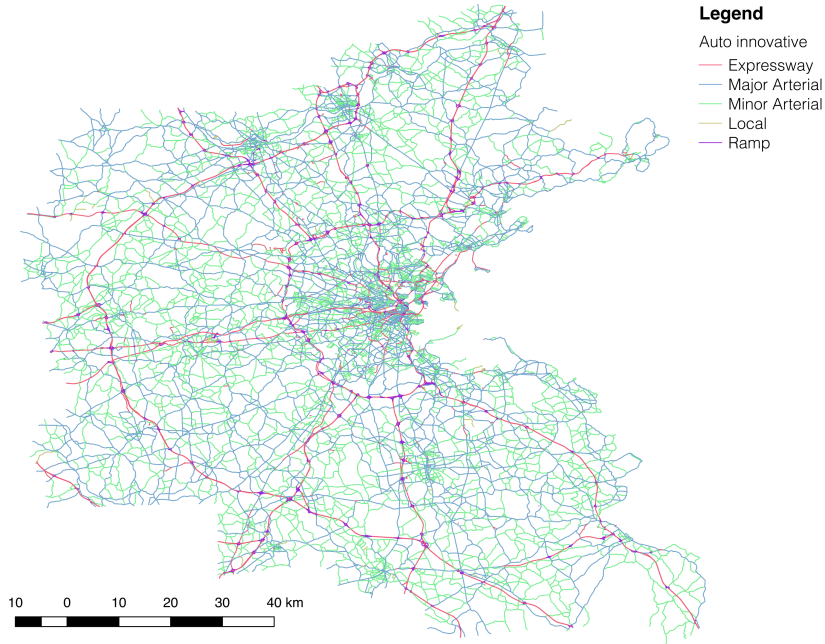 Legend
Auto innovative
Expressway
Major Arterial
Minor Arterial
Local
Ramp
10 0 10 20 30 40 km